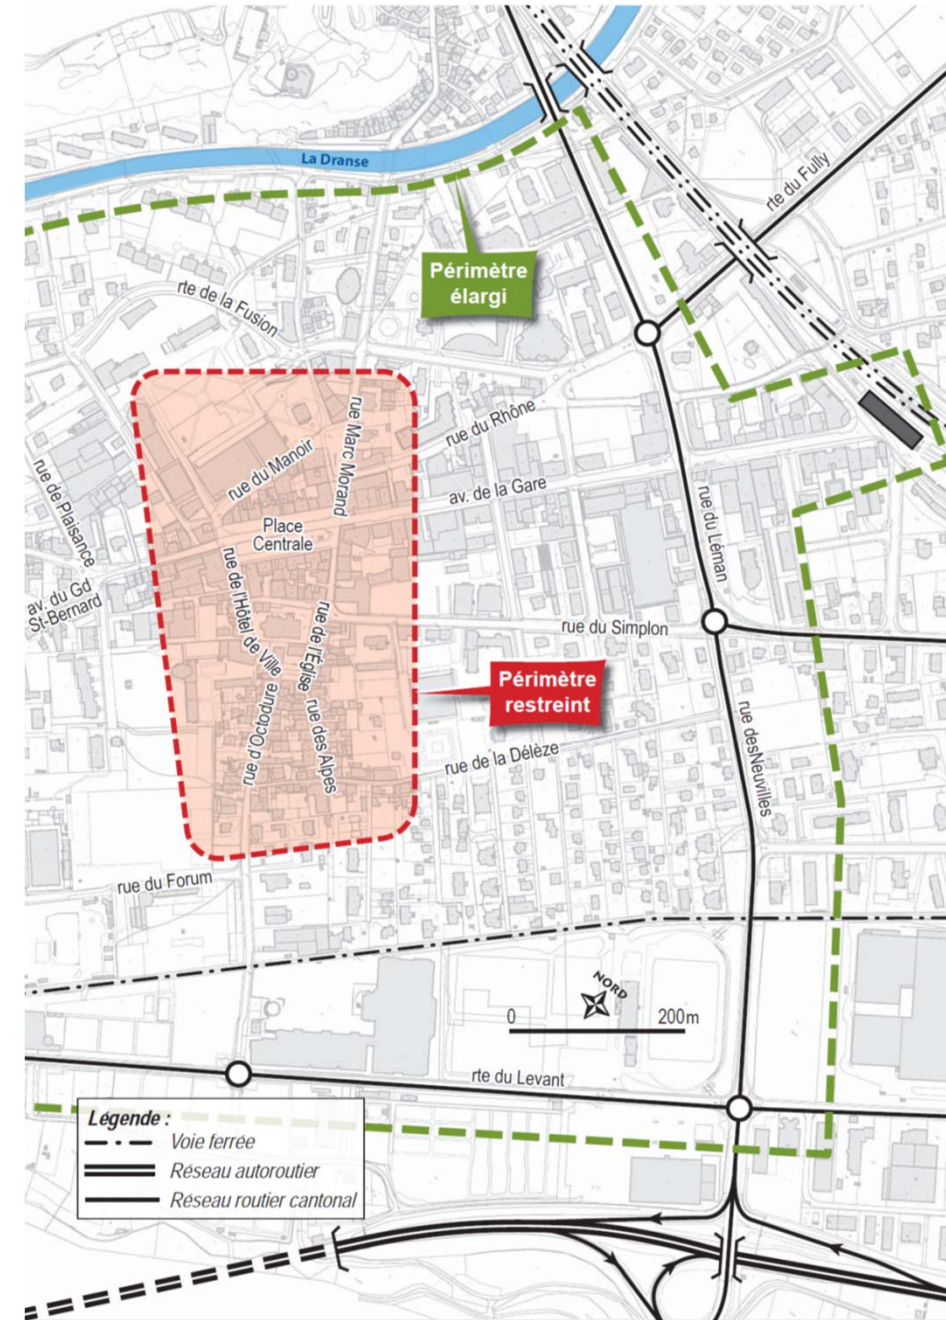 La Dranse
rte du Fully
Périmètre
élargi
rte de la Fusion
rue Marc Morand
rue du Rhône
rue du Manoir
rue de Plaisance
av. de la Gare
Place
Centrale
rue du Léman
av. du Gd
St-Bernard
rue de l'Hôtel de Ville
rue de l'Église
rue du Simplon
Périmètre
restreint
rue d'Octodure
rue des Alpes
rue desNeuvilles
rue de la Délèze
rue du Forum
NORD
0 200m
rte du Levant
Légende :
Voie ferrée
Réseau autoroutier
Réseau routier cantonal